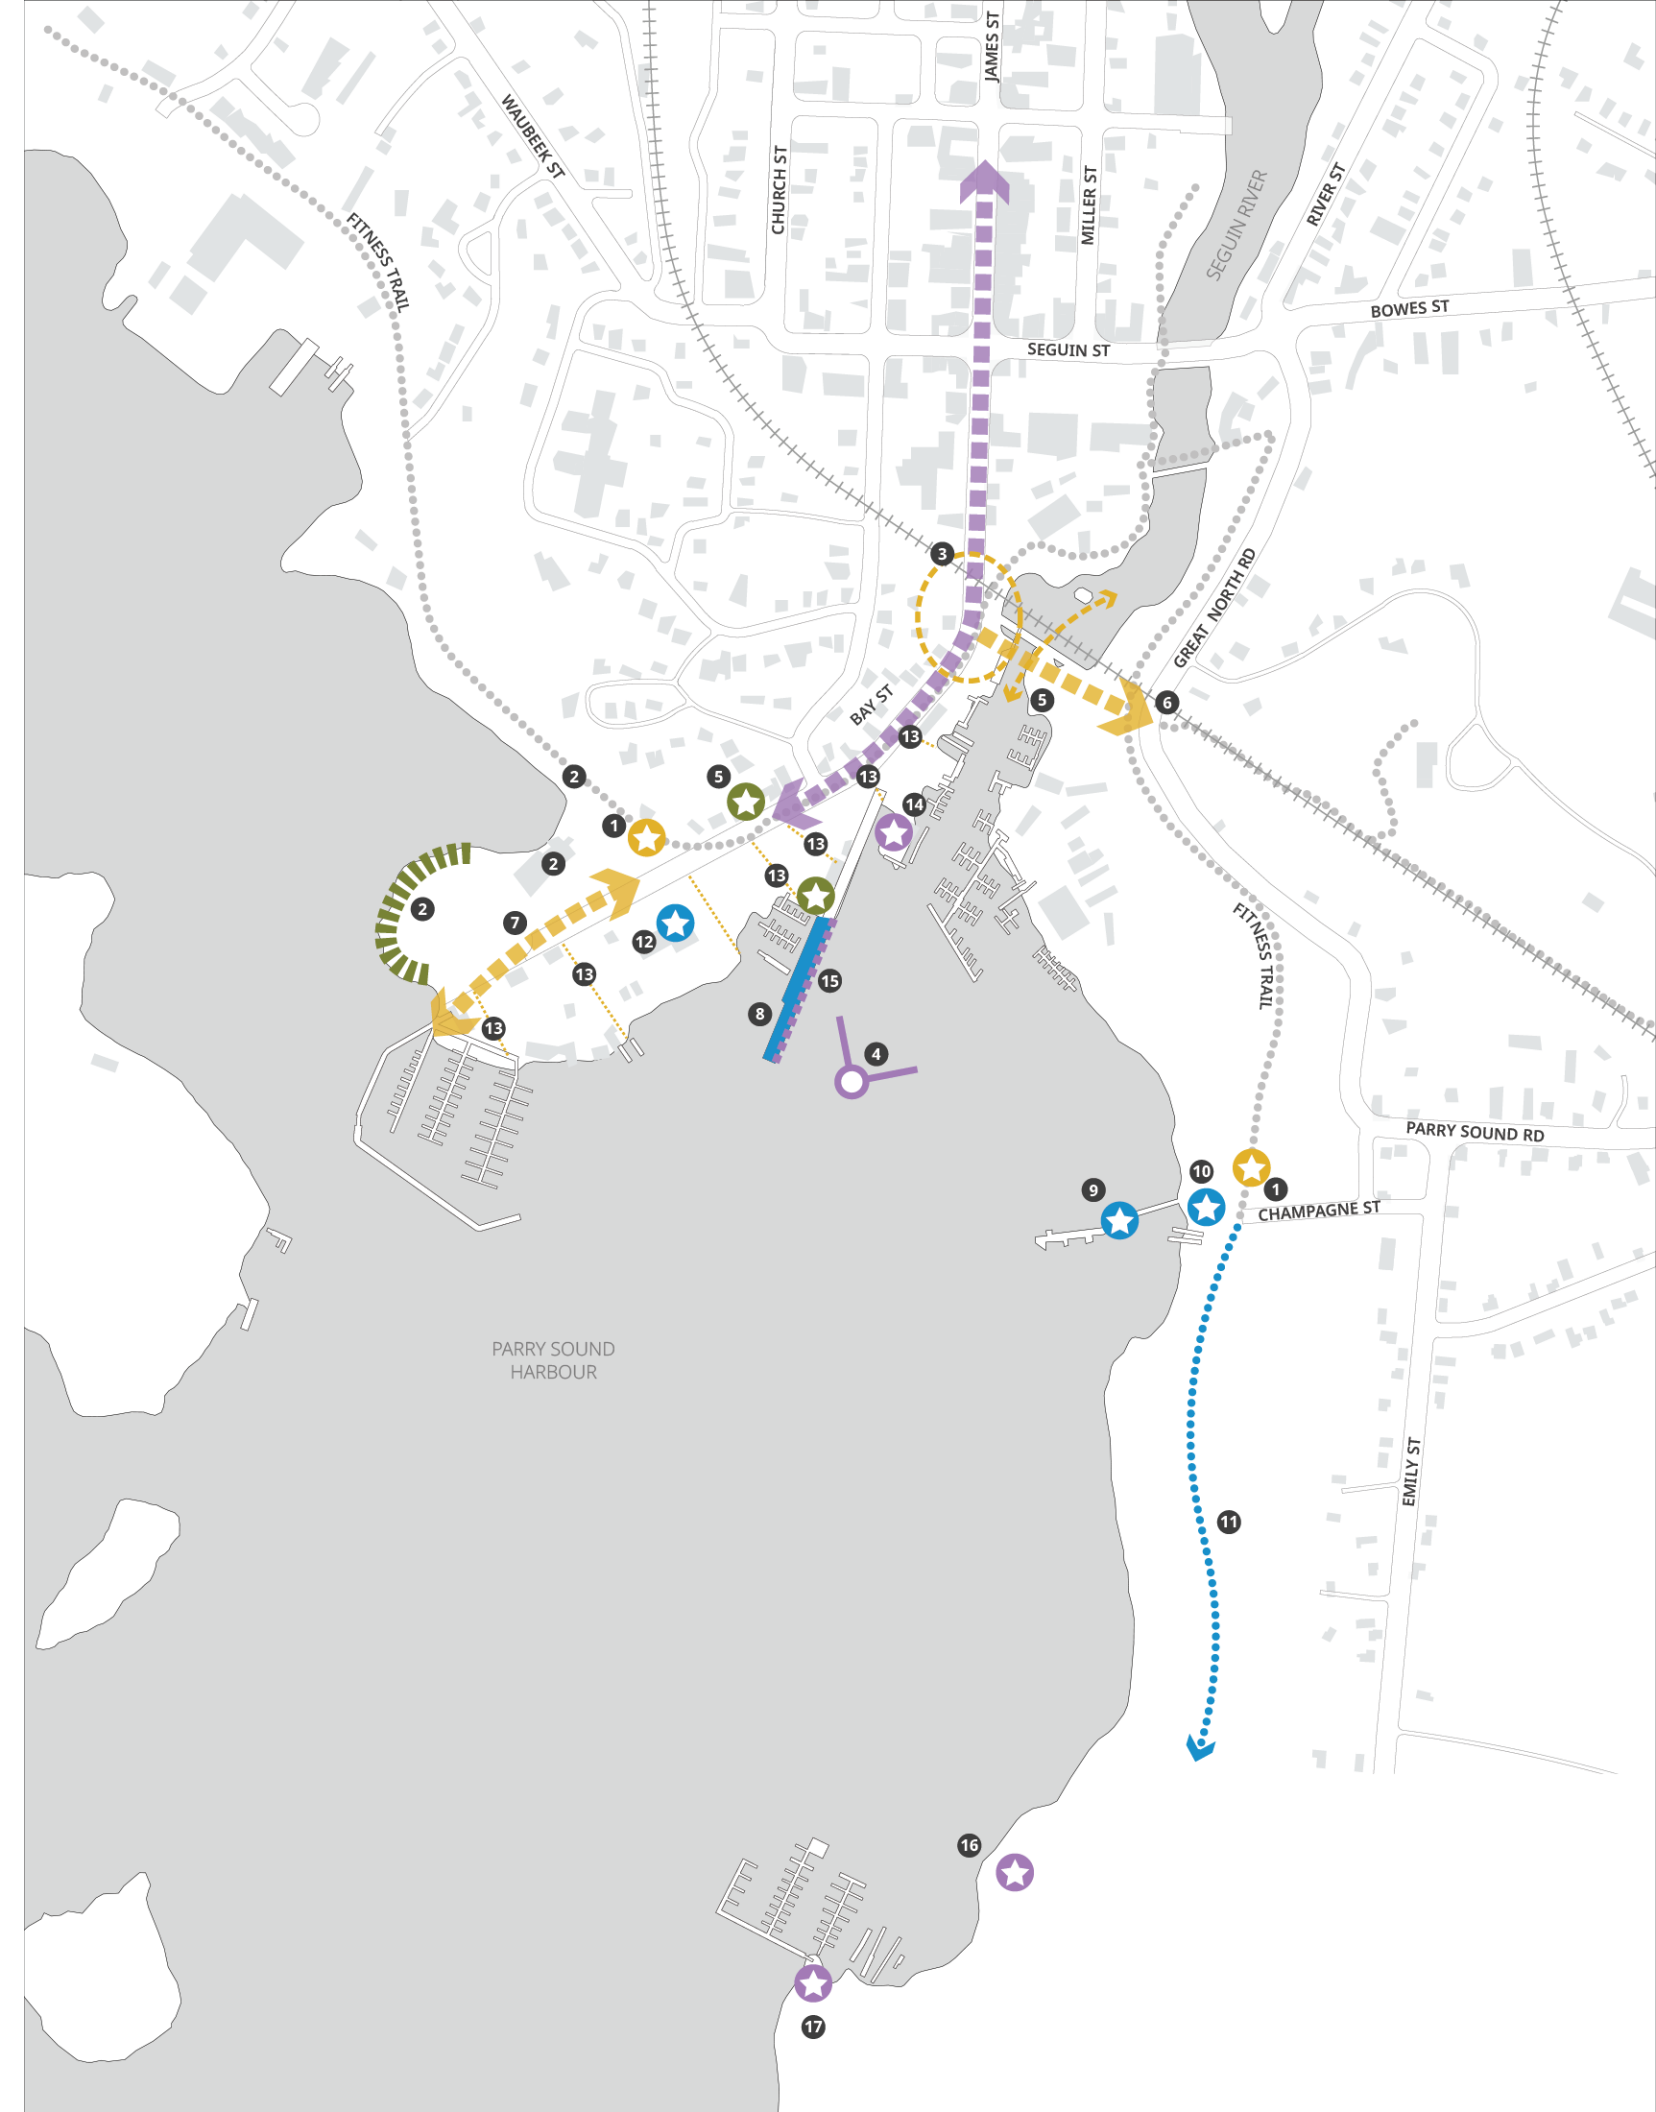 JAMES ST
WAUBEEK ST
CHURCH ST
MILLER ST
RIVER ST
SEGUIN RIVER
FITNESS TRAIL
BOWES ST
SEGUIN ST
3
GREAT NORTH RD
BAY ST
5
6
13
2
5
13
14
1
13
2
13
2
7
12
FITNESS TRAIL
13
15
8
13
4
PARRY SOUND RD
10
9
1
CHAMPAGNE ST
PARRY SOUND
HARBOUR
EMILY ST
11
16
17